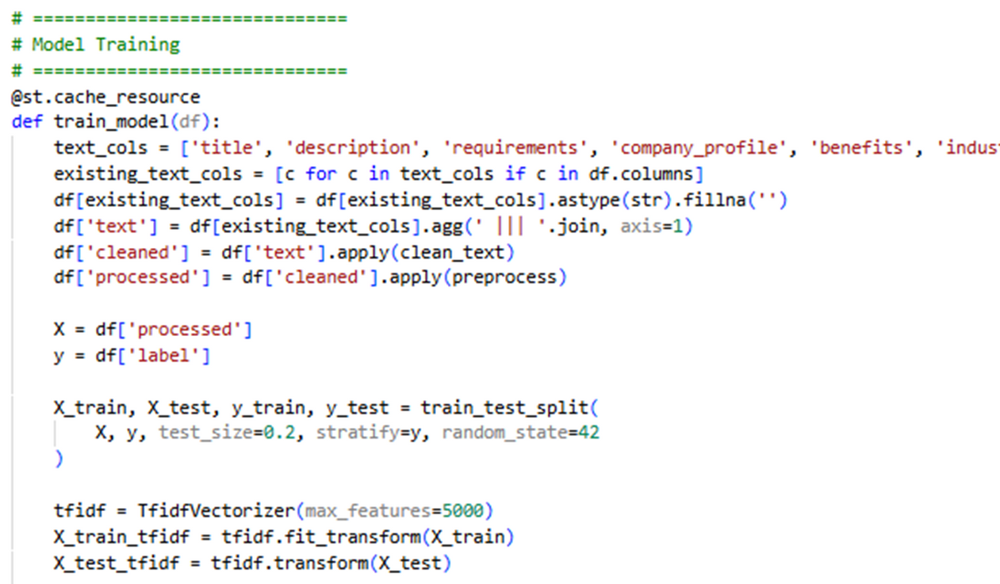 # ==============================
# Model Training
# ==============================
@st.cache_resource
def train_model(df):
    text_cols = ['title', 'description', 'requirements', 'company_profile', 'benefits', 'indus
    existing_text_cols = [c for c in text_cols if c in df.columns]
    df[existing_text_cols] = df[existing_text_cols].astype(str).fillna('')
    df['text'] = df[existing_text_cols].agg(' ||| '.join, axis=1)
    df['cleaned'] = df['text'].apply(clean_text)
    df['processed'] = df['cleaned'].apply(preprocess)

    X = df['processed']
    y = df['label']

    X_train, X_test, y_train, y_test = train_test_split(
        X, y, test_size=0.2, stratify=y, random_state=42
    )

    tfidf = TfidfVectorizer(max_features=5000)
    X_train_tfidf = tfidf.fit_transform(X_train)
    X_test_tfidf = tfidf.transform(X_test)